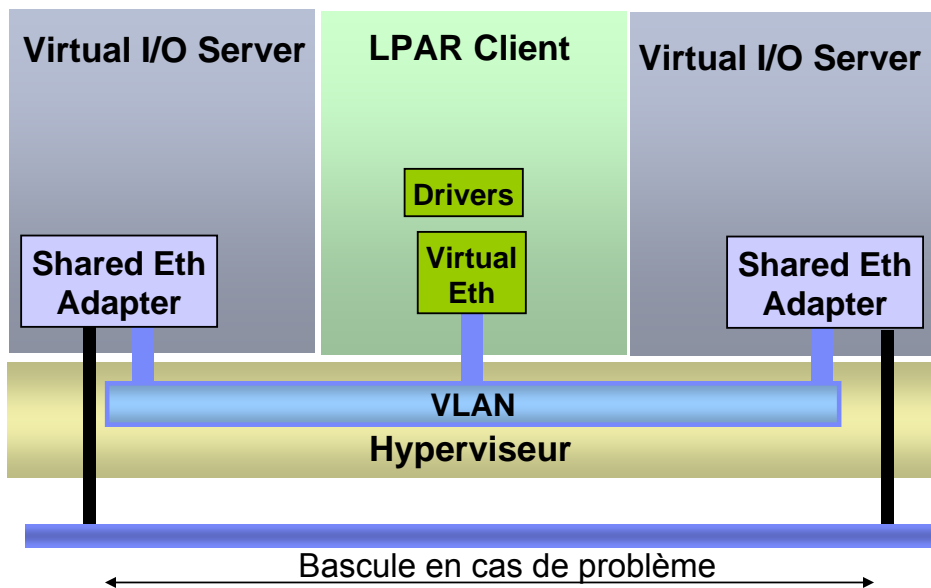 Virtual I/O Server
LPAR Client
Virtual I/O Server
Drivers
Shared Eth
Adapter
Virtual
Eth
Shared Eth
Adapter
VLAN
Hyperviseur
Bascule en cas de problème